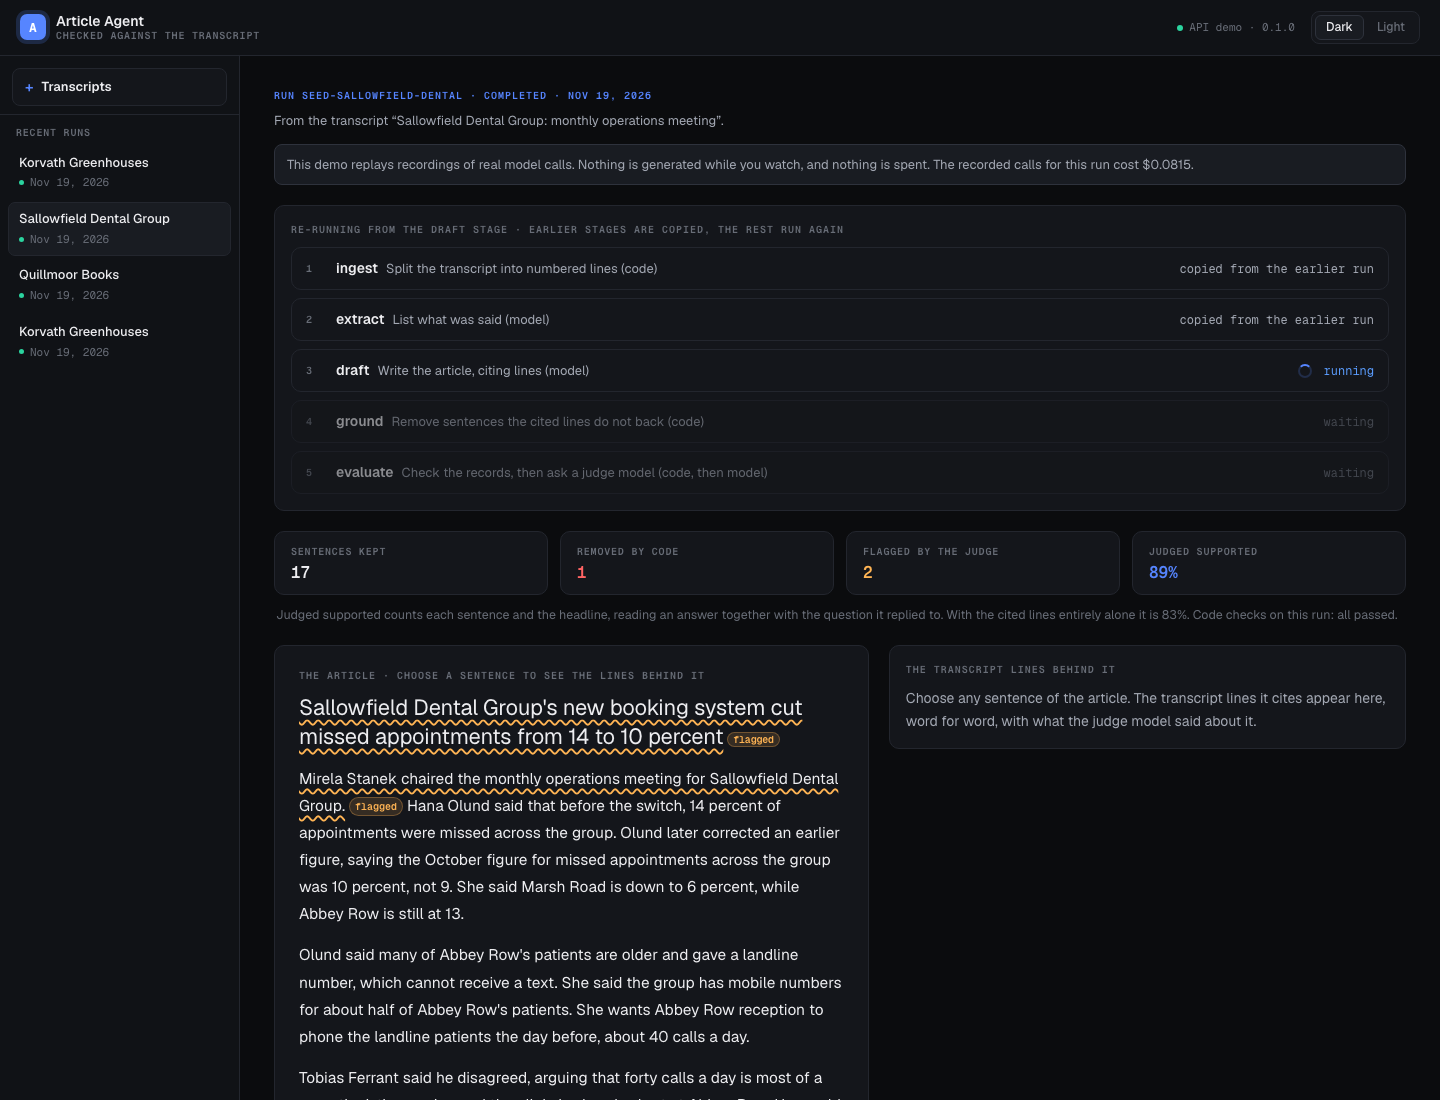 A
Article Agent
CHECKED AGAINST THE TRANSCRIPT
API demo · 0.1.0
Dark
Light
+ Transcripts
RECENT RUNS
Korvath Greenhouses
Nov 19, 2026
Sallowfield Dental Group
Nov 19, 2026
Quillmoor Books
Nov 19, 2026
Korvath Greenhouses
Nov 19, 2026
RUN SEED-SALLOWFIELD-DENTAL · COMPLETED · NOV 19, 2026
From the transcript “Sallowfield Dental Group: monthly operations meeting”.
This demo replays recordings of real model calls. Nothing is generated while you watch, and nothing is spent. The recorded calls for this run cost $0.0815.
RE-RUNNING FROM THE DRAFT STAGE · EARLIER STAGES ARE COPIED, THE REST RUN AGAIN
1 ingest Split the transcript into numbered lines (code) copied from the earlier run
2 extract List what was said (model) copied from the earlier run
3 draft Write the article, citing lines (model) running
4 ground Remove sentences the cited lines do not back (code) waiting
5 evaluate Check the records, then ask a judge model (code, then model) waiting
SENTENCES KEPT
17
REMOVED BY CODE
1
FLAGGED BY THE JUDGE
2
JUDGED SUPPORTED
89%
Judged supported counts each sentence and the headline, reading an answer together with the question it replied to. With the cited lines entirely alone it is 83%. Code checks on this run: all passed.
THE ARTICLE · CHOOSE A SENTENCE TO SEE THE LINES BEHIND IT
Sallowfield Dental Group's new booking system cut
missed appointments from 14 to 10 percent flagged
Mirela Stanek chaired the monthly operations meeting for Sallowfield Dental
Group. flagged Hana Olund said that before the switch, 14 percent of
appointments were missed across the group. Olund later corrected an earlier
figure, saying the October figure for missed appointments across the group
was 10 percent, not 9. She said Marsh Road is down to 6 percent, while
Abbey Row is still at 13.
Olund said many of Abbey Row's patients are older and gave a landline
number, which cannot receive a text. She said the group has mobile numbers
for about half of Abbey Row's patients. She wants Abbey Row reception to
phone the landline patients the day before, about 40 calls a day.
Tobias Ferrant said he disagreed, arguing that forty calls a day is most of a
THE TRANSCRIPT LINES BEHIND IT
Choose any sentence of the article. The transcript lines it cites appear here,
word for word, with what the judge model said about it.